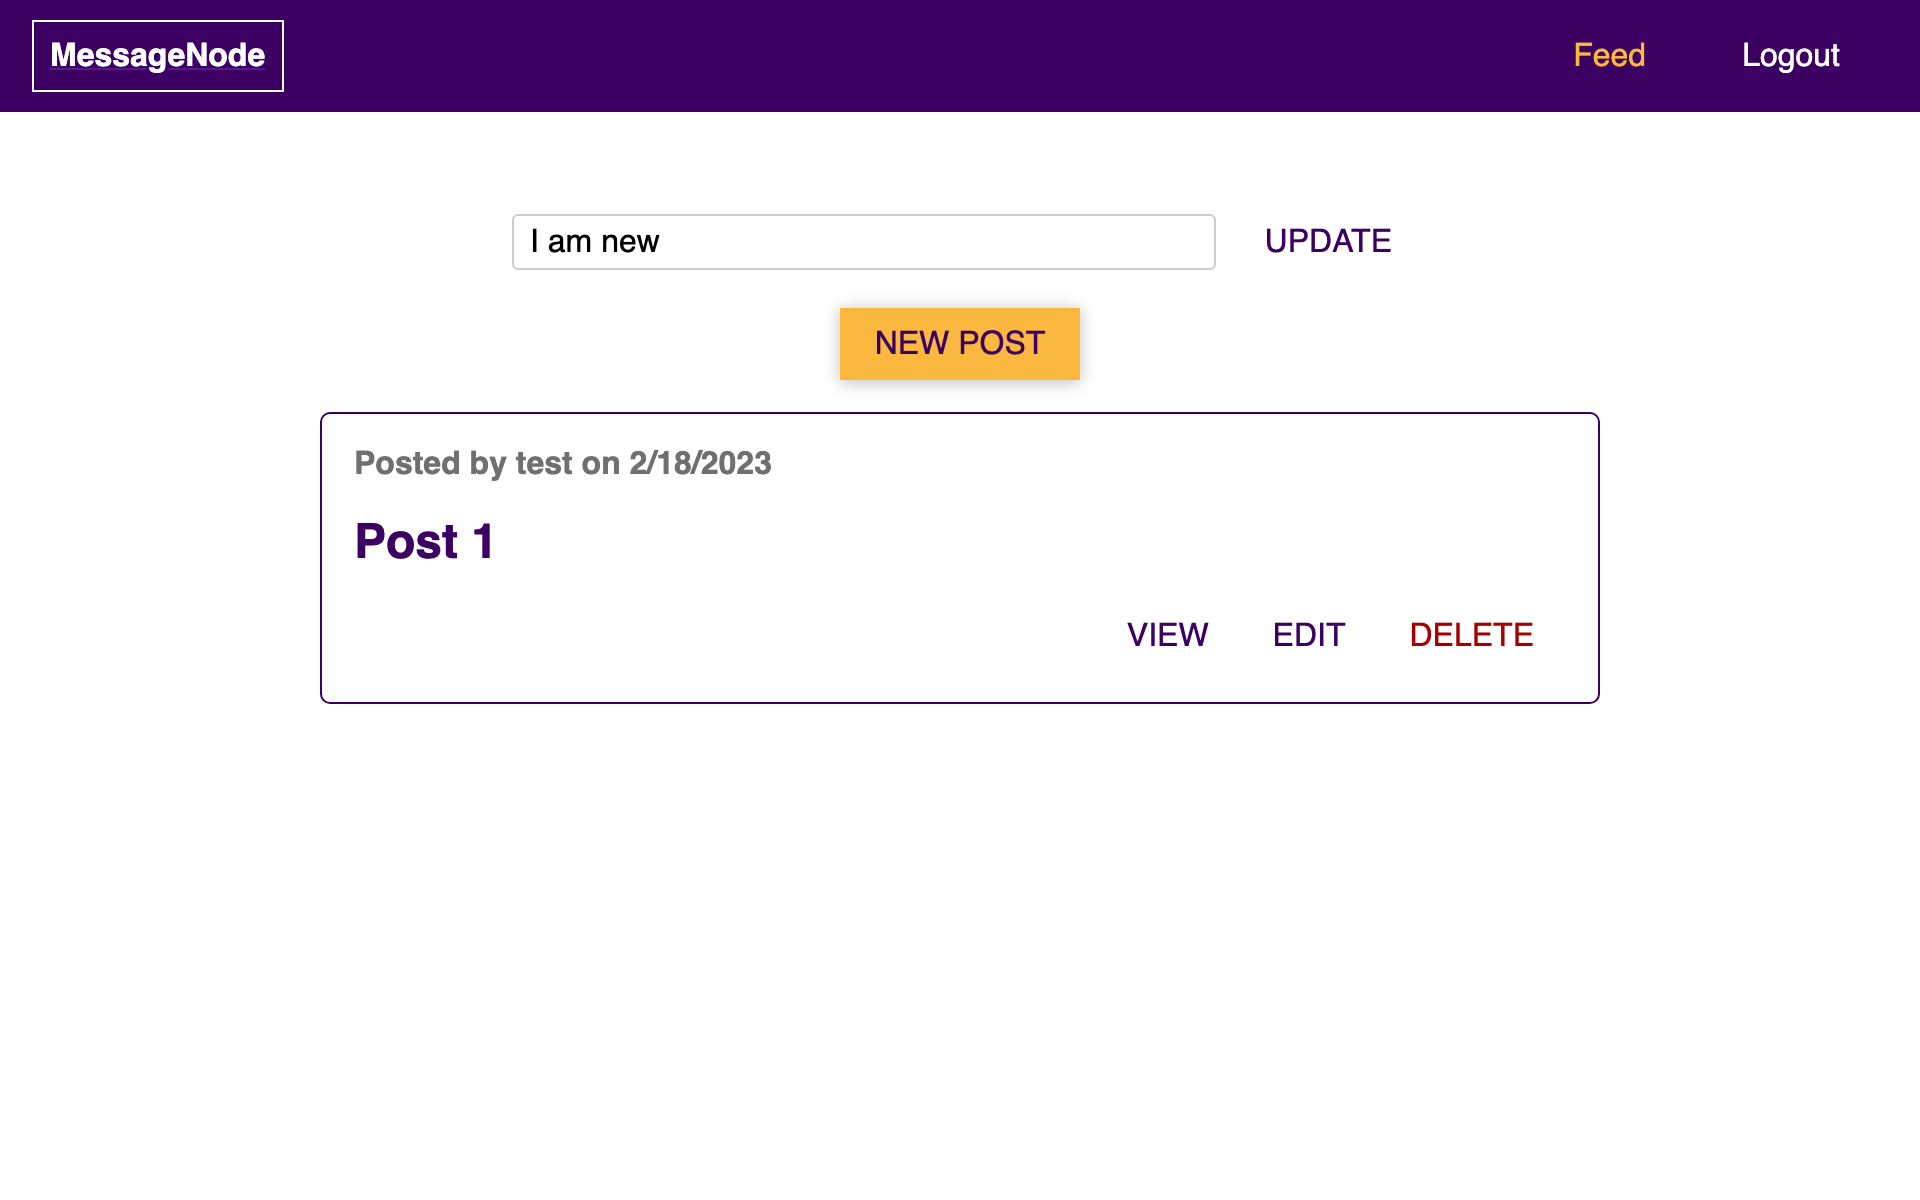 MessageNode
Feed
Logout
I am new
UPDATE
NEW POST
Posted by test on 2/18/2023
Post 1
VIEW
EDIT
DELETE